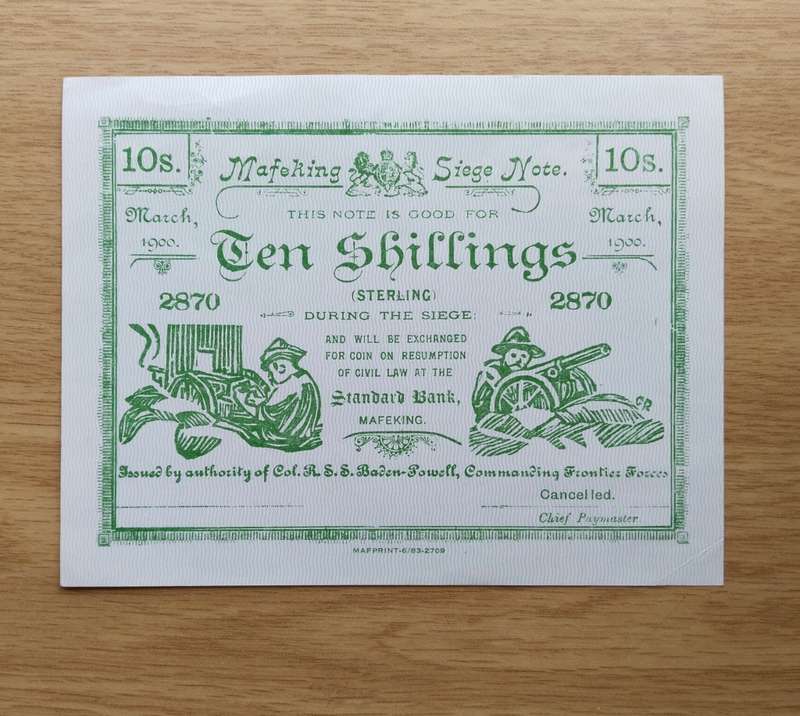 10s. Mafeking Siege Note. 10s.
March, 1900. THIS NOTE IS GOOD FOR March, 1900.
Ten Shillings
2870 (STERLING) 2870
DURING THE SIEGE:
AND WILL BE EXCHANGED
FOR COIN ON RESUMPTION
OF CIVIL LAW AT THE
Standard Bank,
MAFEKING.
CR
Issued by authority of Col. R. S. S. Baden-Powell, Commanding Frontier Forces
Cancelled.
Chief Paymaster
MAFPRINT-6/83-2709